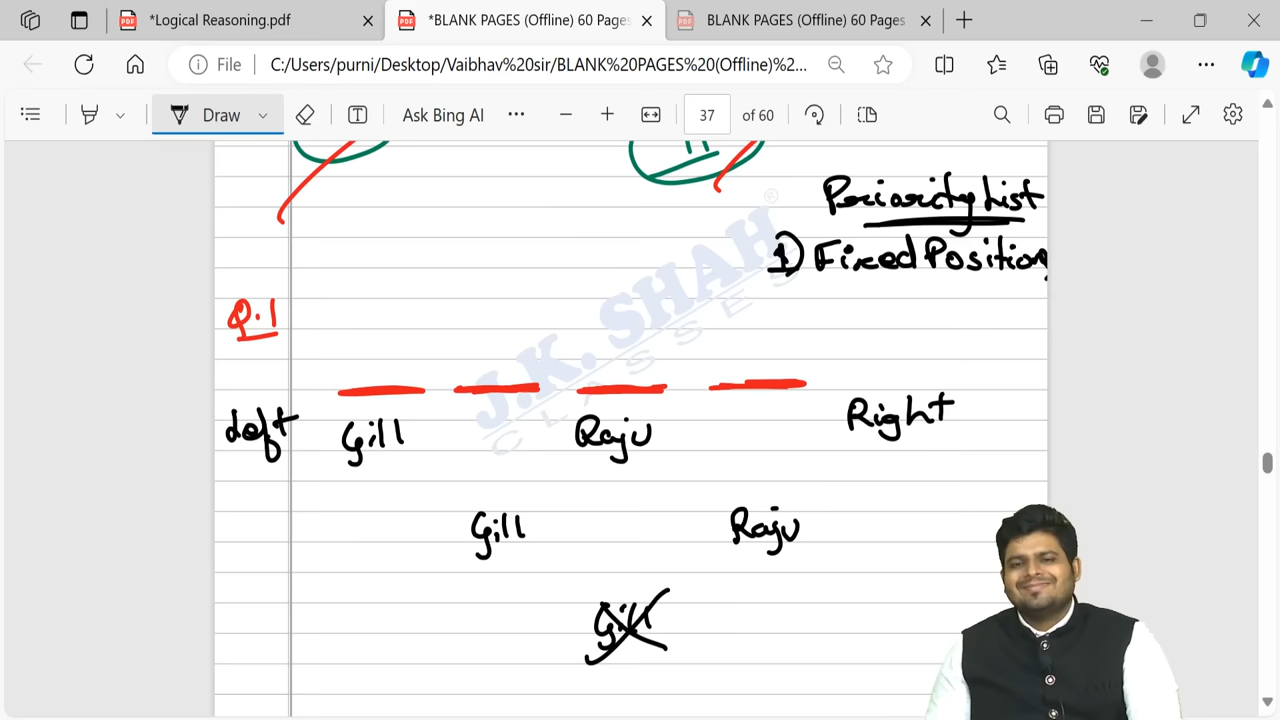 *Logical Reasoning.pdf
*BLANK PAGES (Offline) 60 Pages
BLANK PAGES (Offline) 60 Pages
File
C:/Users/purni/Desktop/Vaibhav%20sir/BLANK%20PAGES%20(Offline)%2...
Draw
Ask Bing AI
37 of 60
Periarity List
1) Fixed Position
J.K. SHAH®
CLASSES
Q.1
Left
Gill
Raju
Right
Gill
Raju
Gill